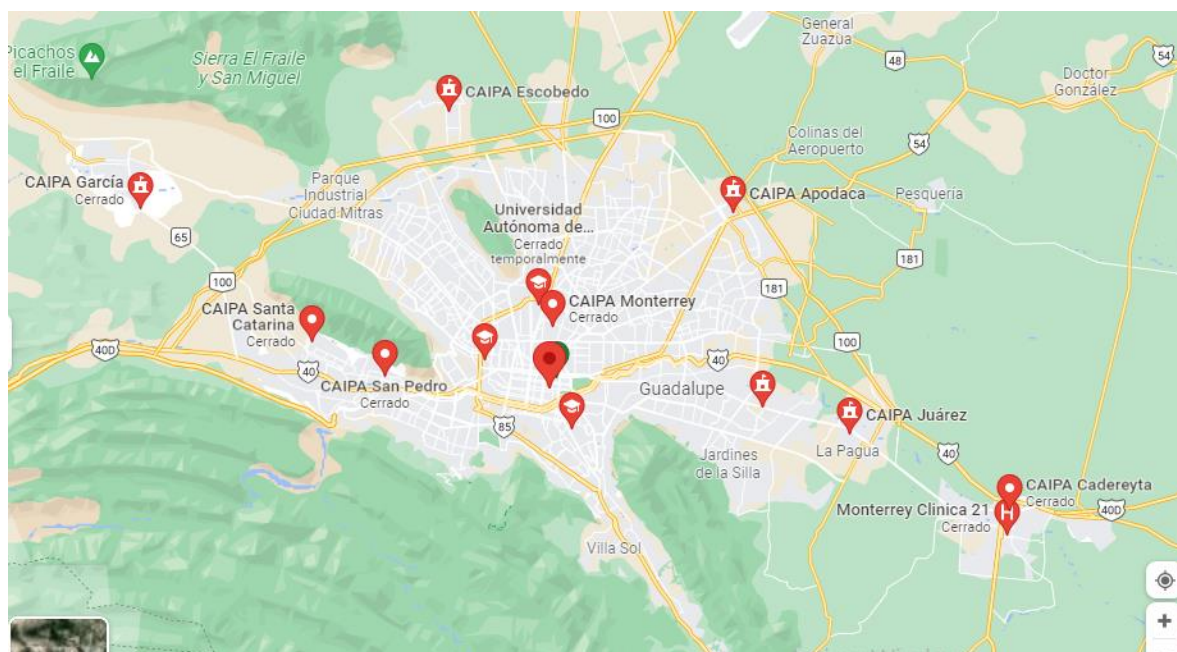 General
Zuazua
Picachos
el Fraile
Sierra El Fraile
y San Miguel
54
48
Doctor
González
CAIPA Escobedo
100
Colinas del
Aeropuerto
54
CAIPA García
Cerrado
Parque
Industrial
Ciudad Mitras
CAIPA Apodaca
Pesquería
Universidad
Autónoma de...
Cerrado
temporalmente
65
181
100
181
CAIPA Monterrey
Cerrado
CAIPA Santa
Catarina
Cerrado
100
40D
40
40
CAIPA San Pedro
Cerrado
Guadalupe
CAIPA Juárez
85
La Pagua
Jardines
de la Silla
40
CAIPA Cadereyta
Cerrado
Monterrey Clinica 21
Cerrado
H
40D
Villa Sol
+